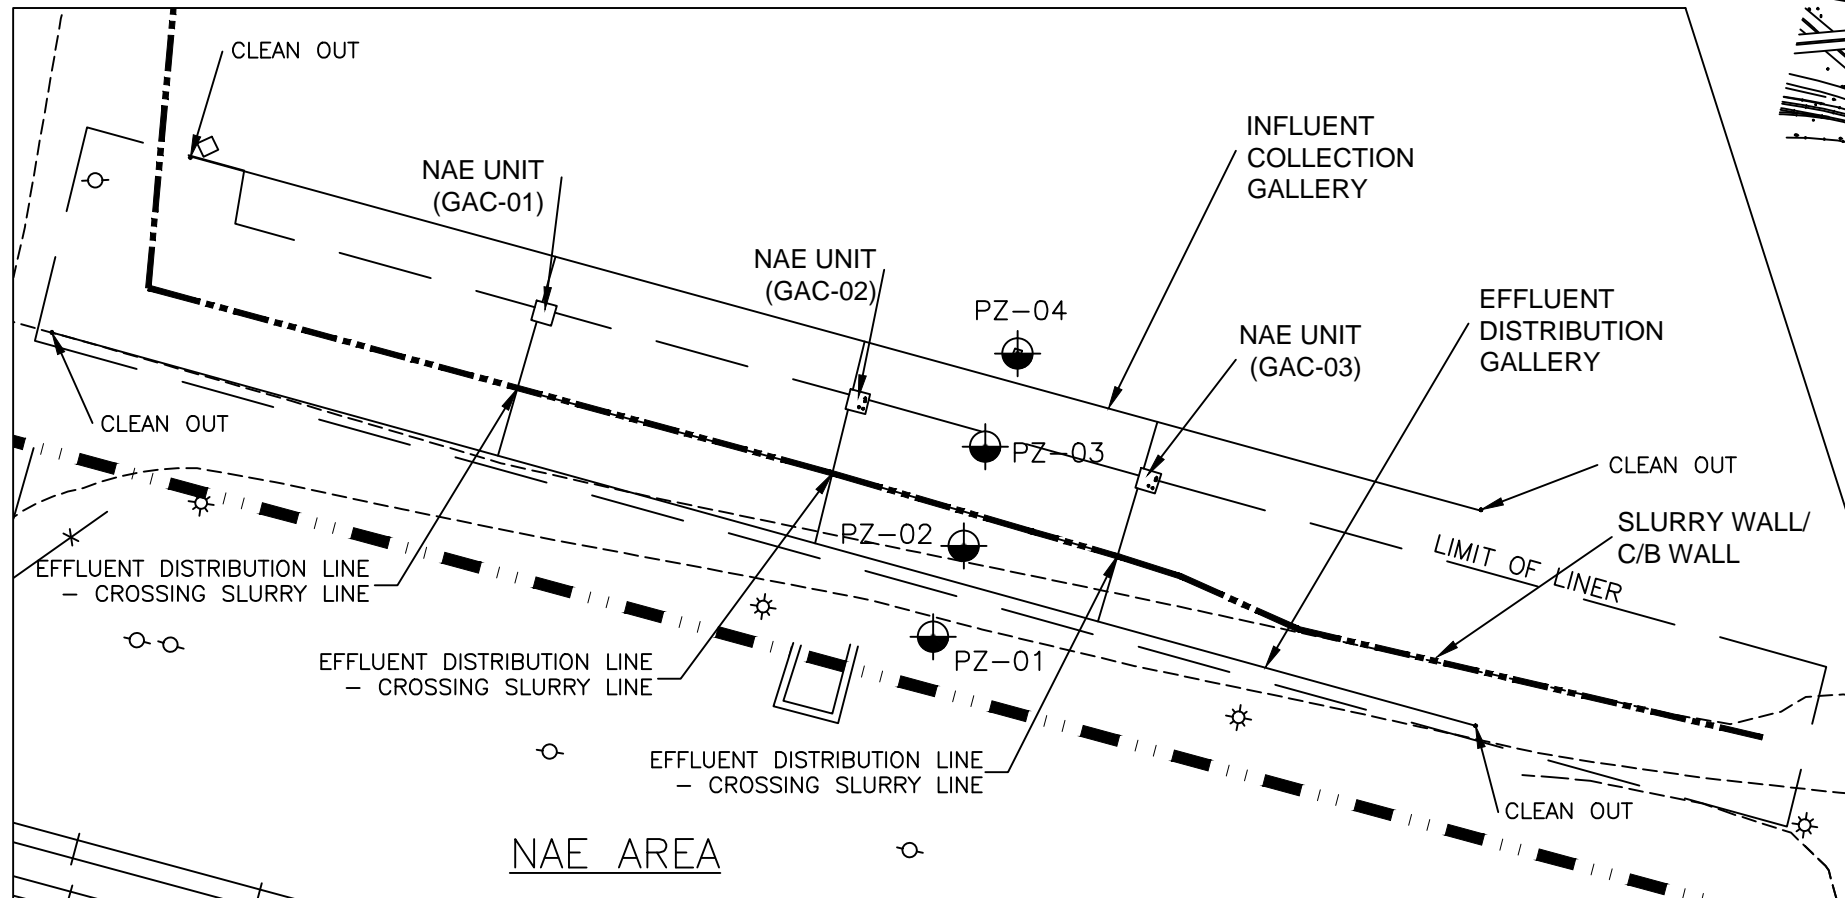 CLEAN OUT
NAE UNIT
(GAC-01)
INFLUENT
COLLECTION
GALLERY
NAE UNIT
(GAC-02)
PZ-04
EFFLUENT
DISTRIBUTION
GALLERY
NAE UNIT
(GAC-03)
CLEAN OUT
PZ-03
CLEAN OUT
SLURRY WALL/
C/B WALL
PZ-02
LIMIT OF LINER
EFFLUENT DISTRIBUTION LINE
- CROSSING SLURRY LINE
PZ-01
EFFLUENT DISTRIBUTION LINE
- CROSSING SLURRY LINE
EFFLUENT DISTRIBUTION LINE
- CROSSING SLURRY LINE
CLEAN OUT
NAE AREA